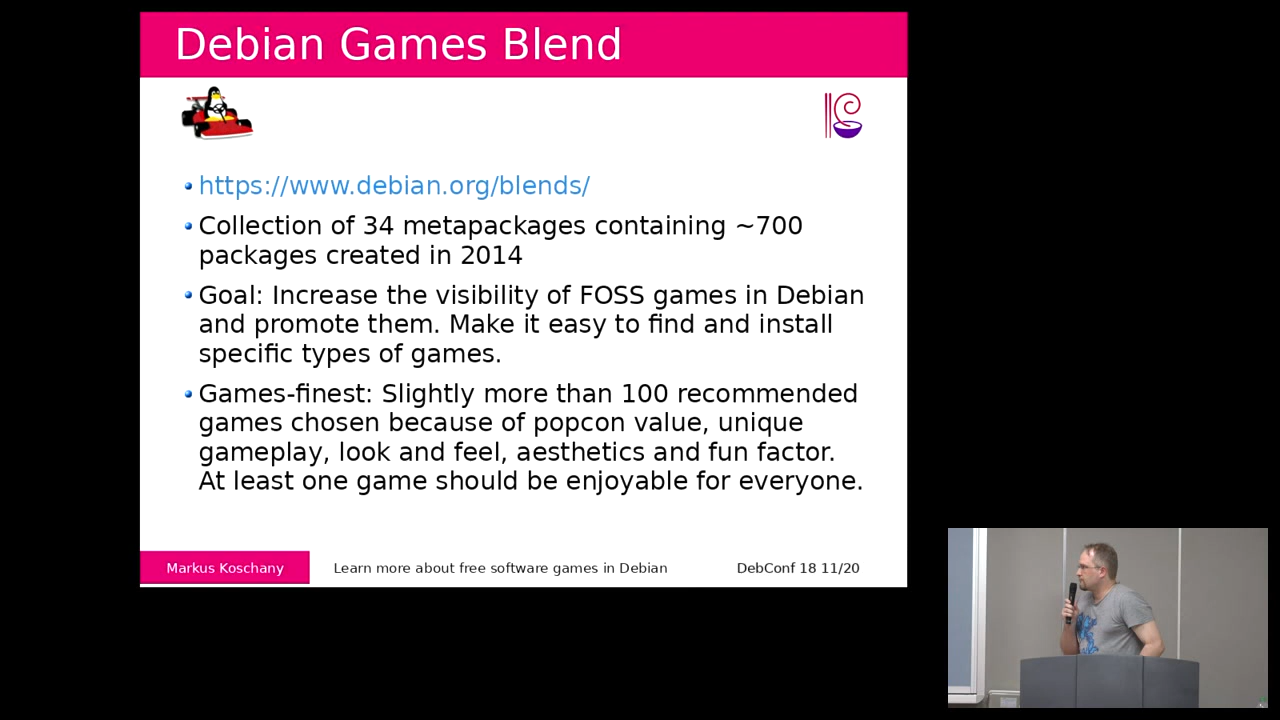 Debian Games Blend
https://www.debian.org/blends/
Collection of 34 metapackages containing ~700
packages created in 2014
Goal: Increase the visibility of FOSS games in Debian
and promote them. Make it easy to find and install
specific types of games.
Games-finest: Slightly more than 100 recommended
games chosen because of popcon value, unique
gameplay, look and feel, aesthetics and fun factor.
At least one game should be enjoyable for everyone.
Markus Koschany
Learn more about free software games in Debian
DebConf 18 11/20